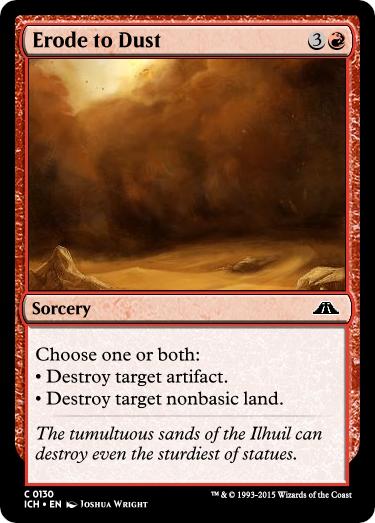 Erode to Dust 3
Sorcery
Choose one or both:
• Destroy target artifact.
• Destroy target nonbasic land.
The tumultuous sands of the Ilhuil can
destroy even the sturdiest of statues.
C 0130
ICH • EN Joshua Wright
™ & © 1993-2015 Wizards of the Coast